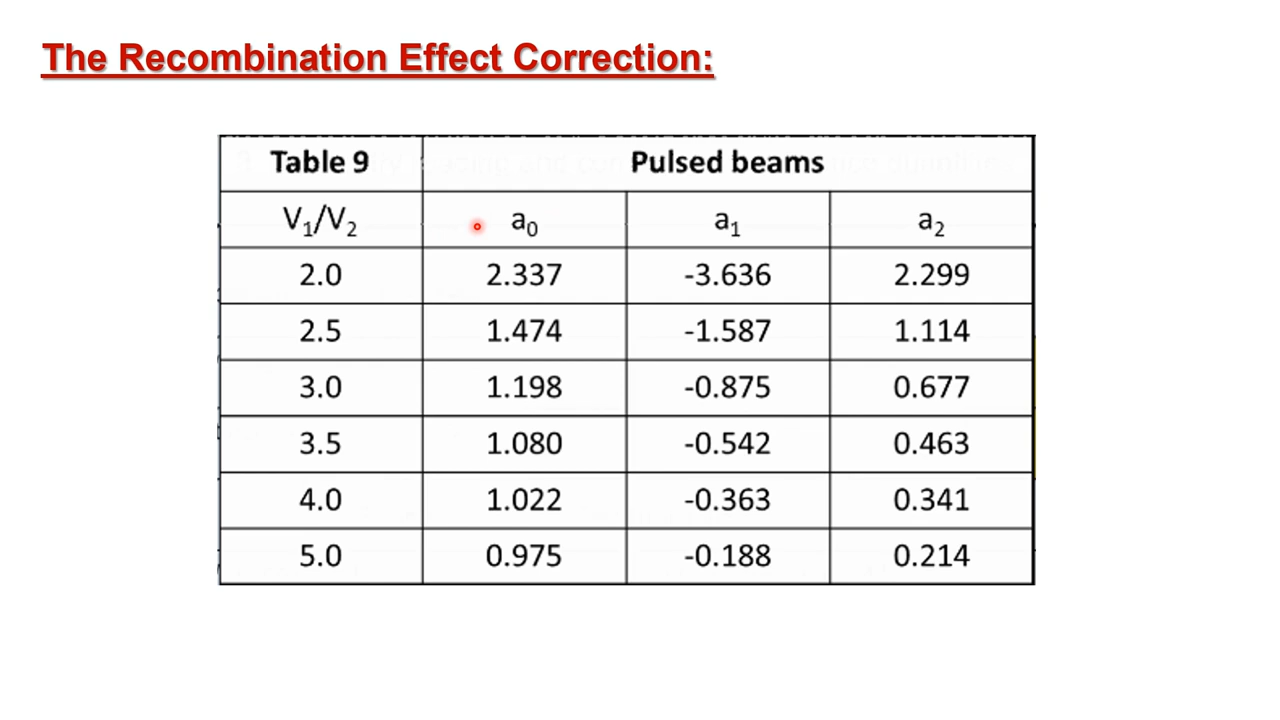 The Recombination Effect Correction:
Table 9 Pulsed beams
V₁/V₂ a₀ a₁ a₂
2.0 2.337 -3.636 2.299
2.5 1.474 -1.587 1.114
3.0 1.198 -0.875 0.677
3.5 1.080 -0.542 0.463
4.0 1.022 -0.363 0.341
5.0 0.975 -0.188 0.214